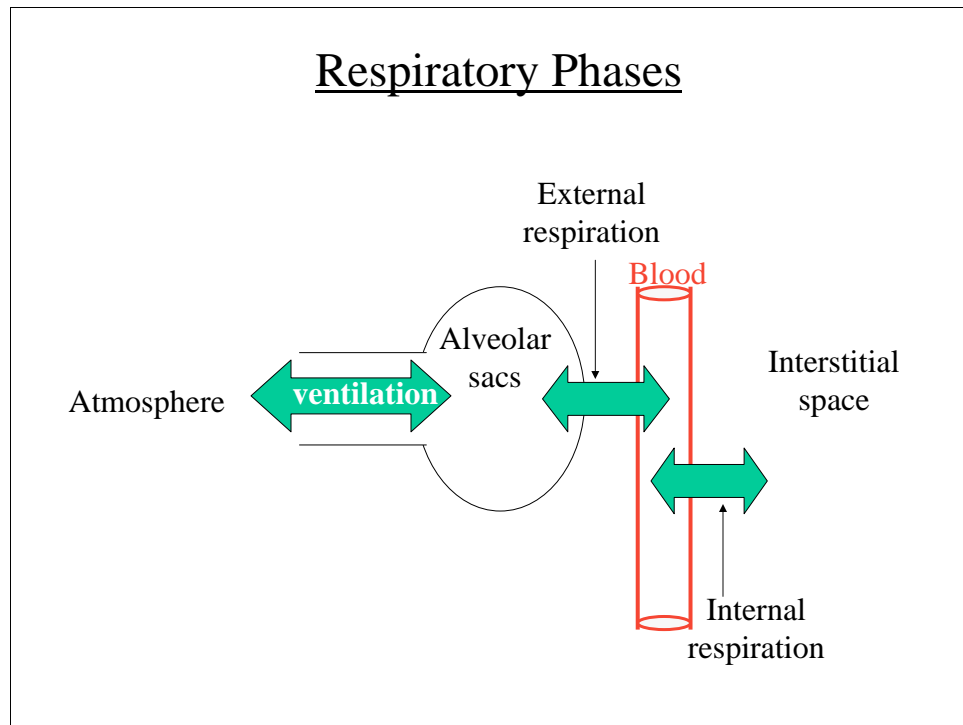 Respiratory Phases
External
respiration
Blood
Alveolar
sacs
Interstitial
space
Atmosphere
ventilation
Internal
respiration